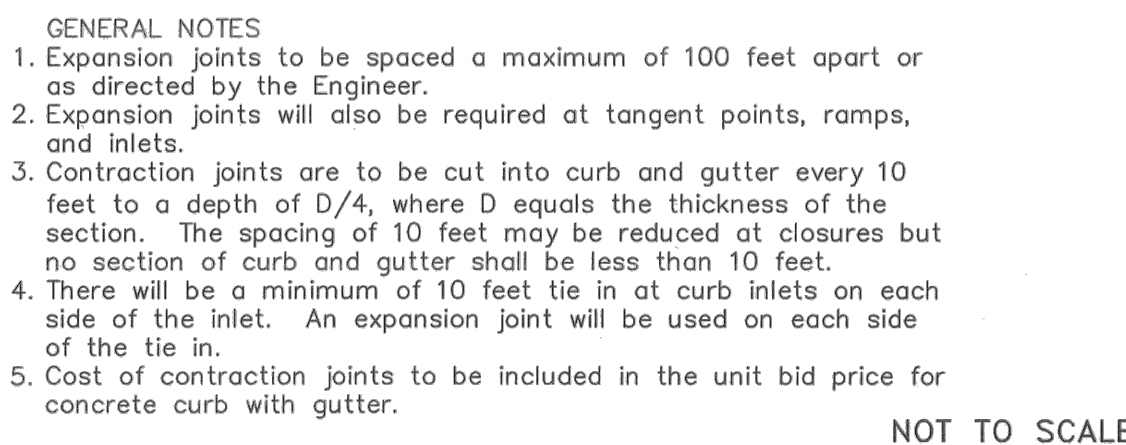 GENERAL NOTES
1. Expansion joints to be spaced a maximum of 100 feet apart or
as directed by the Engineer.
2. Expansion joints will also be required at tangent points, ramps,
and inlets.
3. Contraction joints are to be cut into curb and gutter every 10
feet to a depth of D/4, where D equals the thickness of the
section. The spacing of 10 feet may be reduced at closures but
no section of curb and gutter shall be less than 10 feet.
4. There will be a minimum of 10 feet tie in at curb inlets on each
side of the inlet. An expansion joint will be used on each side
of the tie in.
5. Cost of contraction joints to be included in the unit bid price for
concrete curb with gutter.
NOT TO SCALE